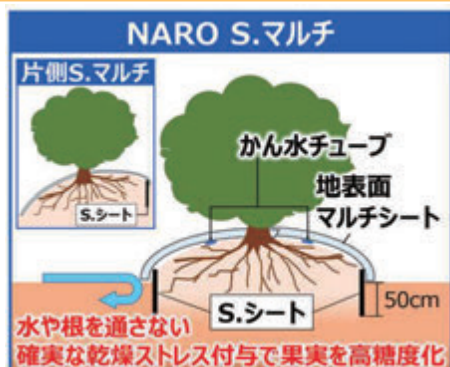 NARO S.マルチ
片側S.マルチ
S.シート
かん水チューブ
地表面
マルチシート
S.シート
50cm
水や根を通さない
確実な乾燥ストレス付与で果実を高糖度化